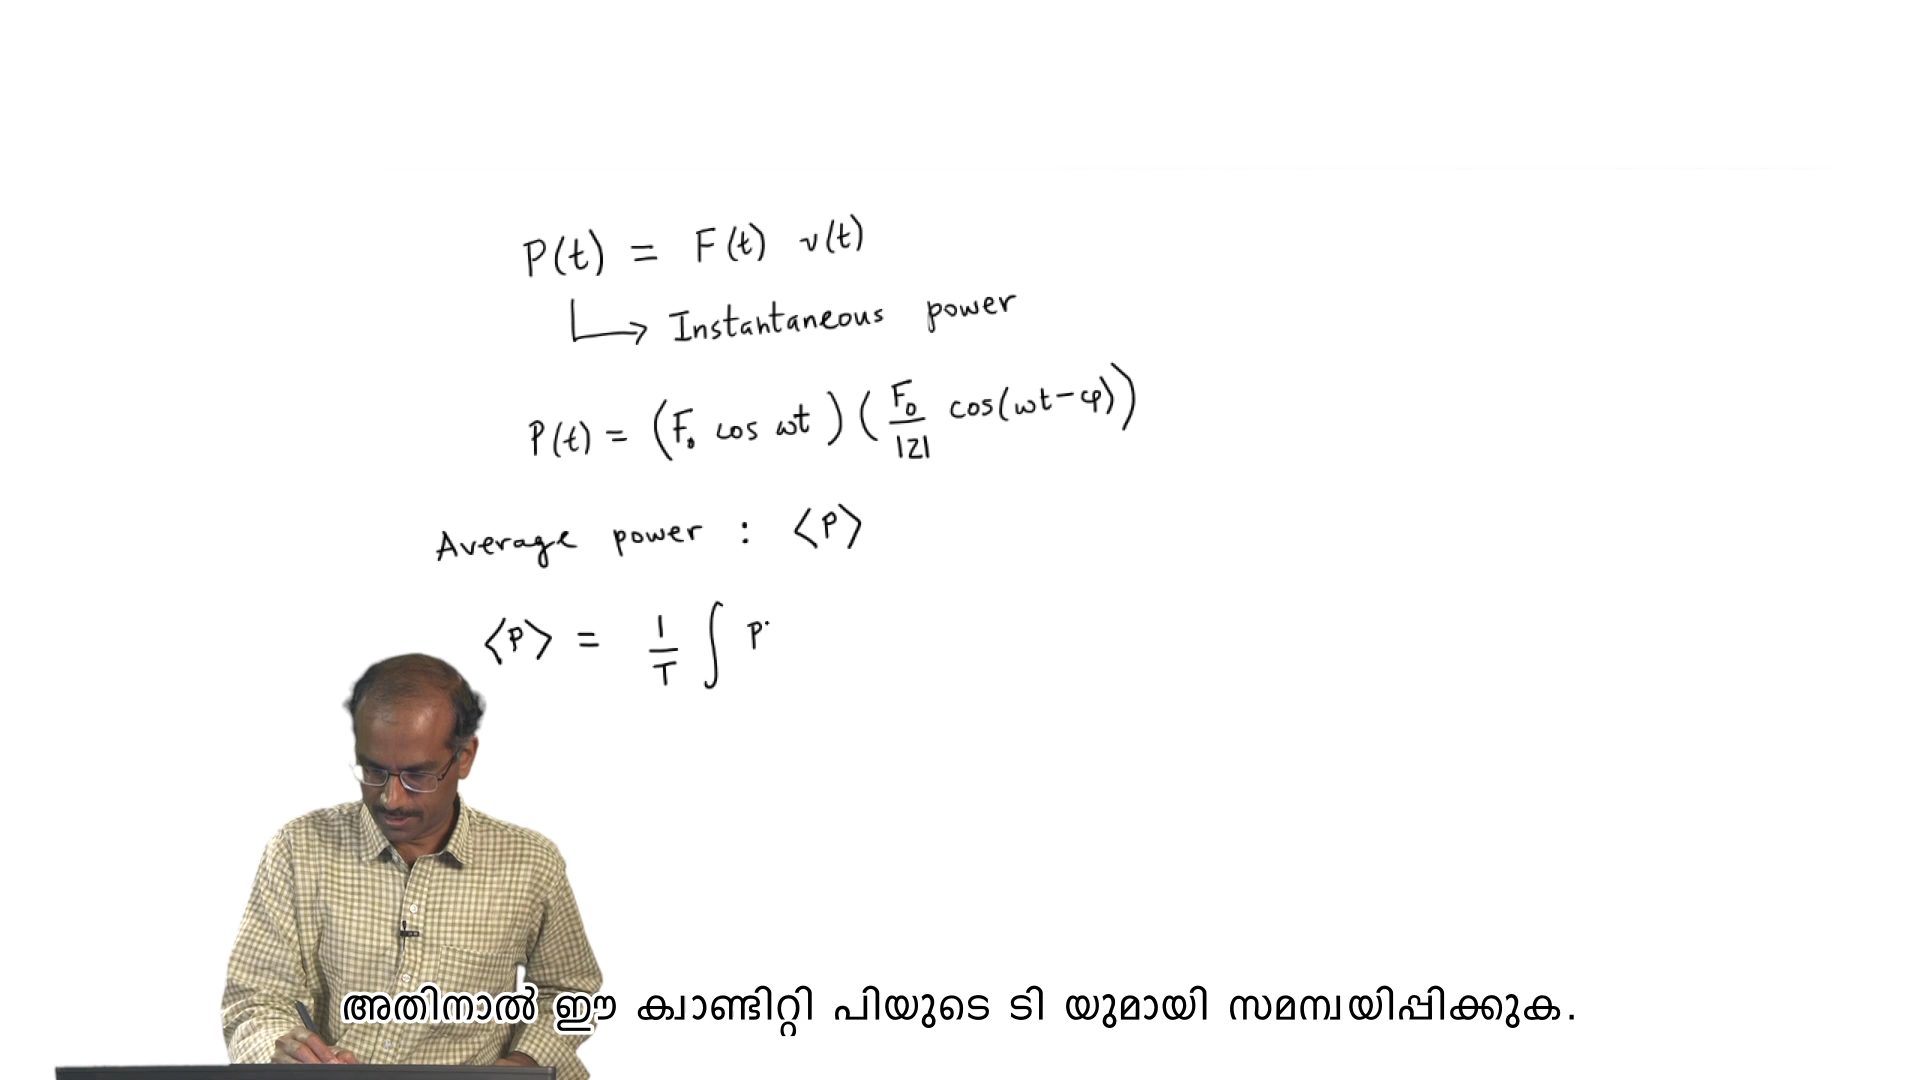 P(t) = F(t) v(t)
Instantaneous power
P(t) = (F₀ cos ωt) (F₀/|Z| cos(ωt-φ))
Average power : ⟨P⟩
⟨P⟩ = 1/T ∫ P
അതിനാൽ ഈ ക്വാണ്ടിറ്റി പിയുടെ ടി യുമായി സമന്വയിപ്പിക്കുക.